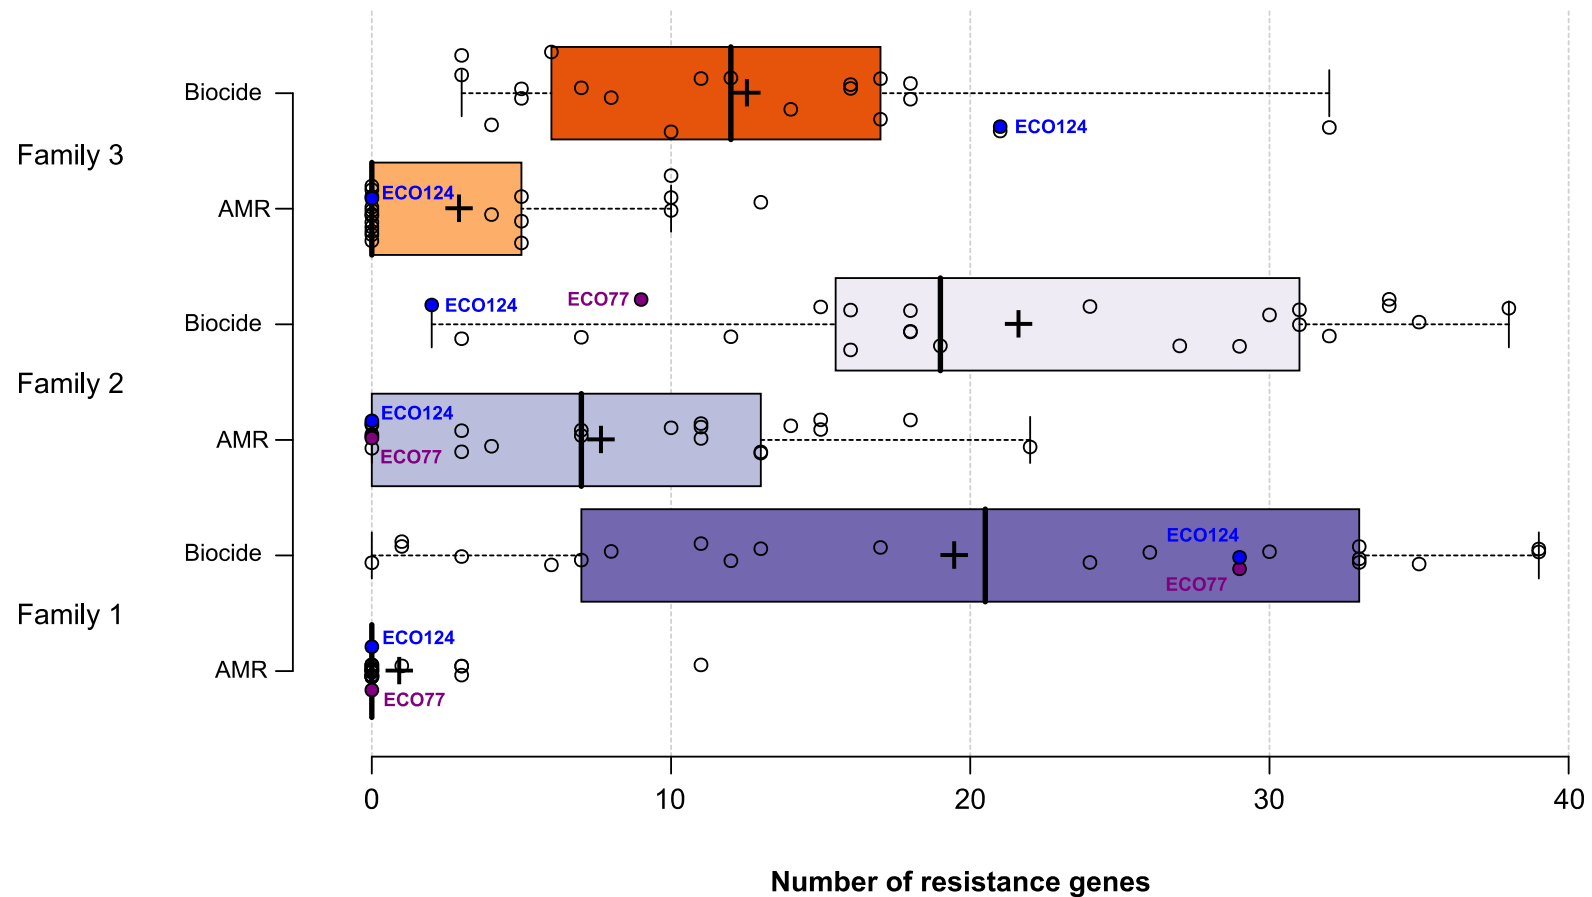 Biocide
ECO124
Family 3
ECO124
AMR
ECO77
ECO124
Biocide
Family 2
ECO124
AMR
ECO77
ECO124
Biocide
ECO77
Family 1
ECO124
AMR
ECO77
0 10 20 30 40
Number of resistance genes